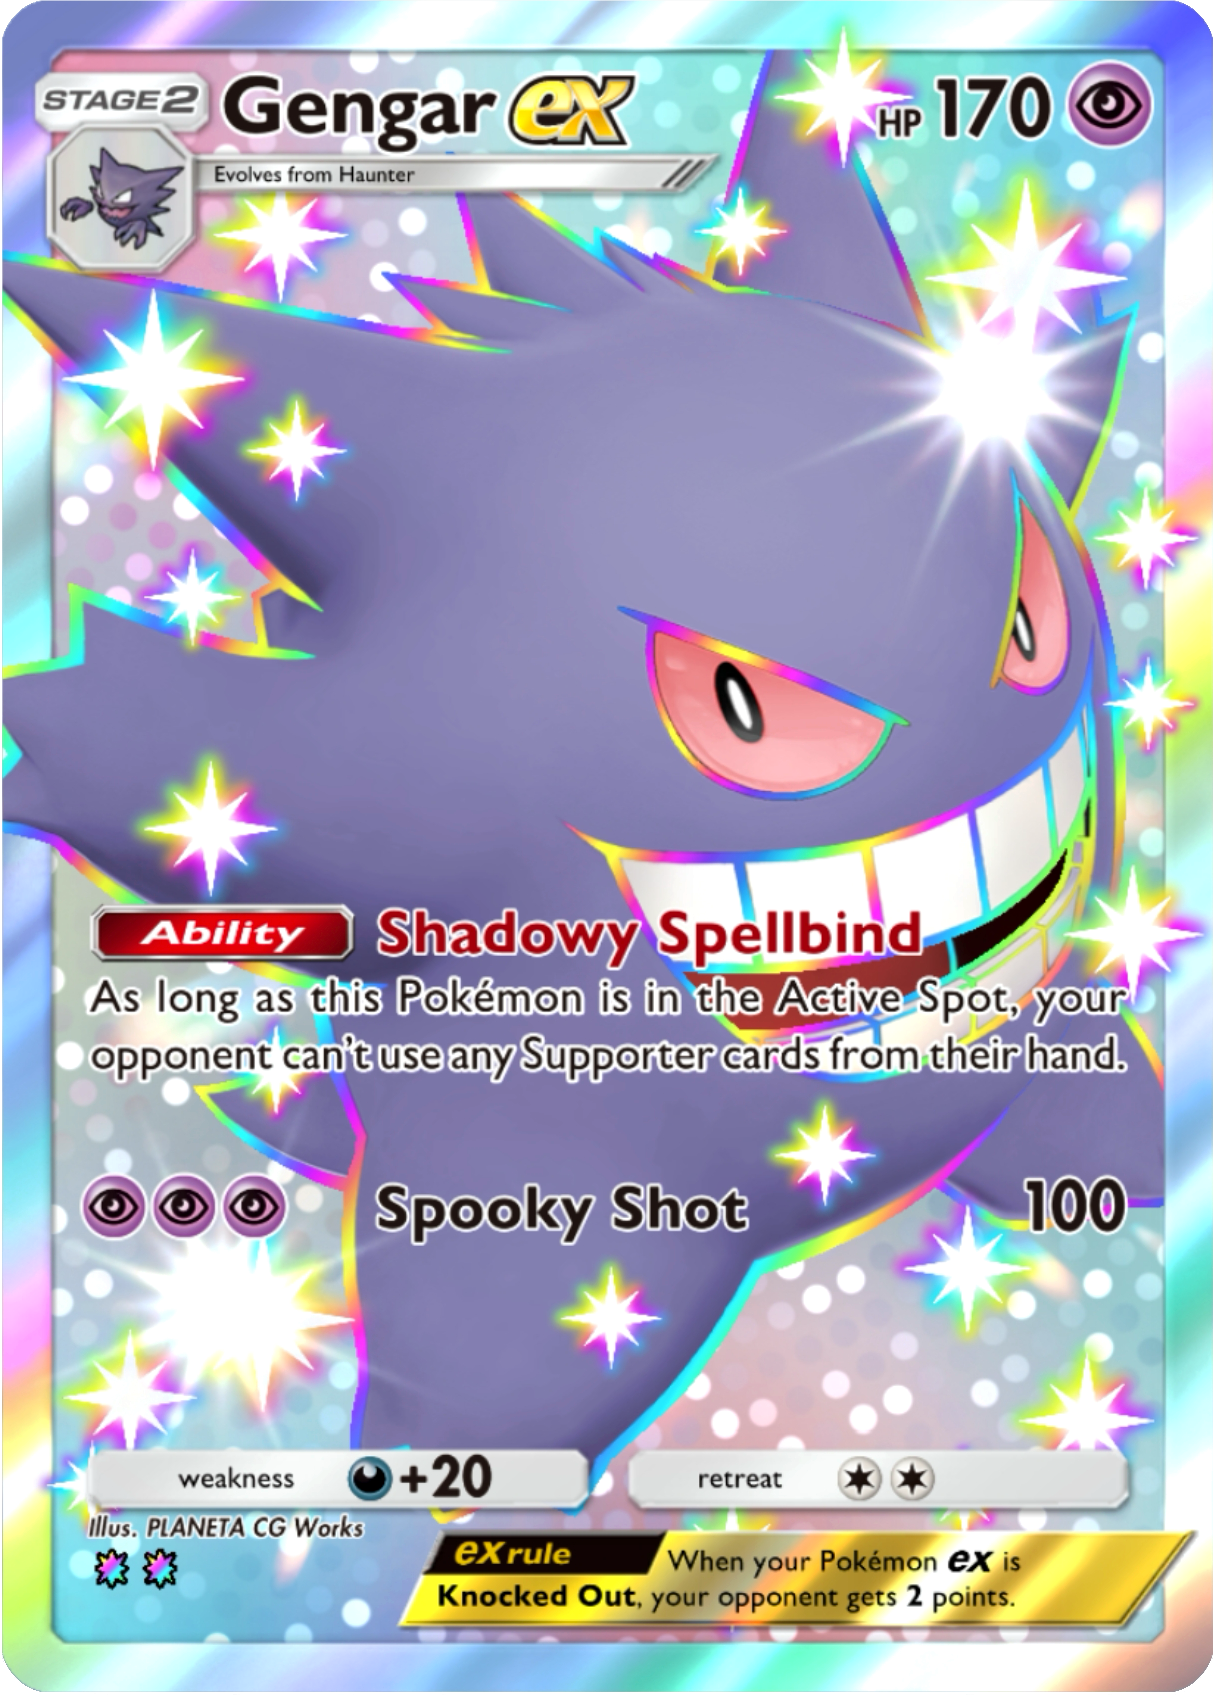 STAGE2 Gengar ex HP 170
Evolves from Haunter
Ability Shadowy Spellbind
As long as this Pokémon is in the Active Spot, your
opponent can't use any Supporter cards from their hand.
Spooky Shot 100
weakness +20 retreat
Illus. PLANETA CG Works
ex rule When your Pokémon ex is
Knocked Out, your opponent gets 2 points.